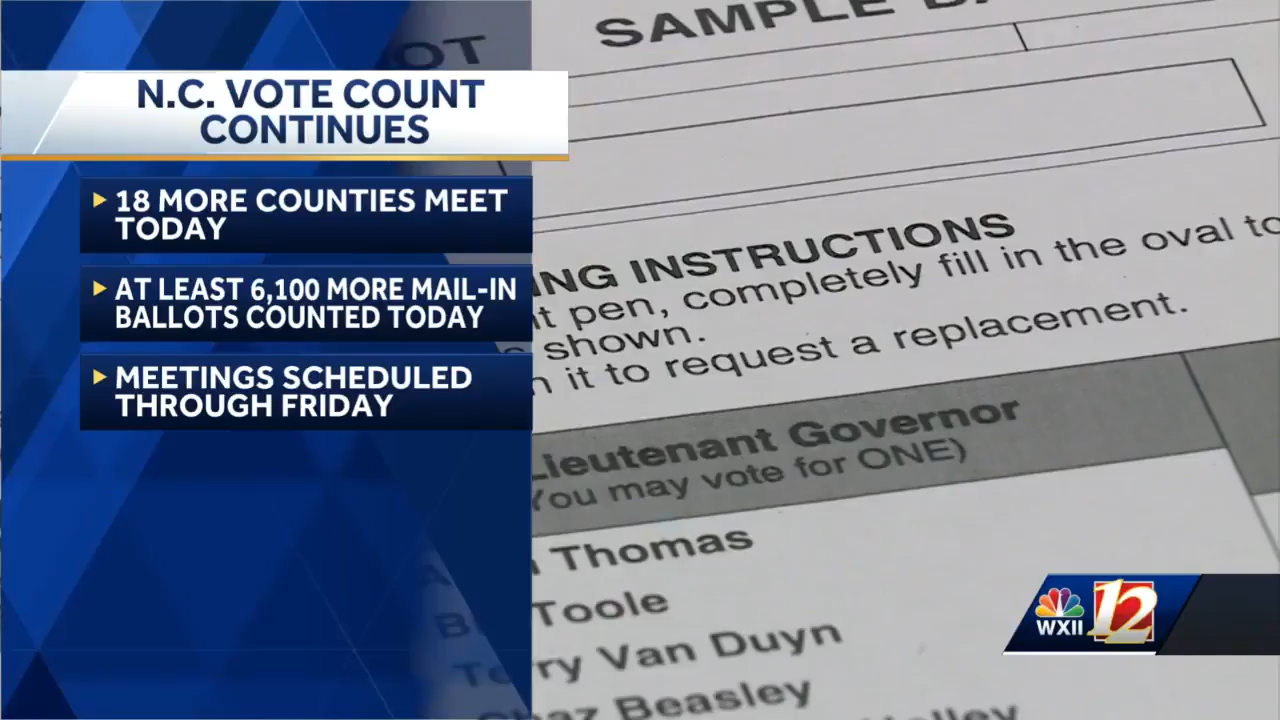 N.C. VOTE COUNT
CONTINUES
18 MORE COUNTIES MEET
TODAY
AT LEAST 6,100 MORE MAIL-IN
BALLOTS COUNTED TODAY
MEETINGS SCHEDULED
THROUGH FRIDAY
SAMPLE
INSTRUCTIONS
pen, completely fill in the oval to
shown.
it to request a replacement.
Lieutenant Governor
You may vote for ONE)
Thomas
Toole
Van Duyn
Beasley
WXII 12